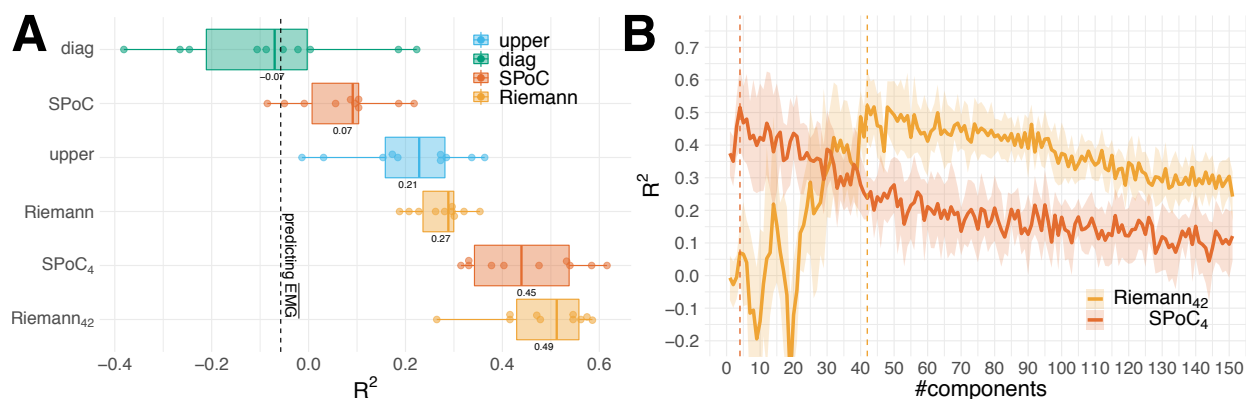 A
diag
SPoC
upper
Riemann
SPoC₄
Riemann₄₂
−0.07
0.07
0.21
0.27
0.45
0.49
predicting EMG
upper
diag
SPoC
Riemann
−0.4
−0.2
0.0
0.2
0.4
0.6
R²
B
R²
0.7
0.6
0.5
0.4
0.3
0.2
0.1
0.0
−0.1
−0.2
Riemann₄₂
SPoC₄
0 10 20 30 40 50 60 70 80 90 100 110 120 130 140 150
#components